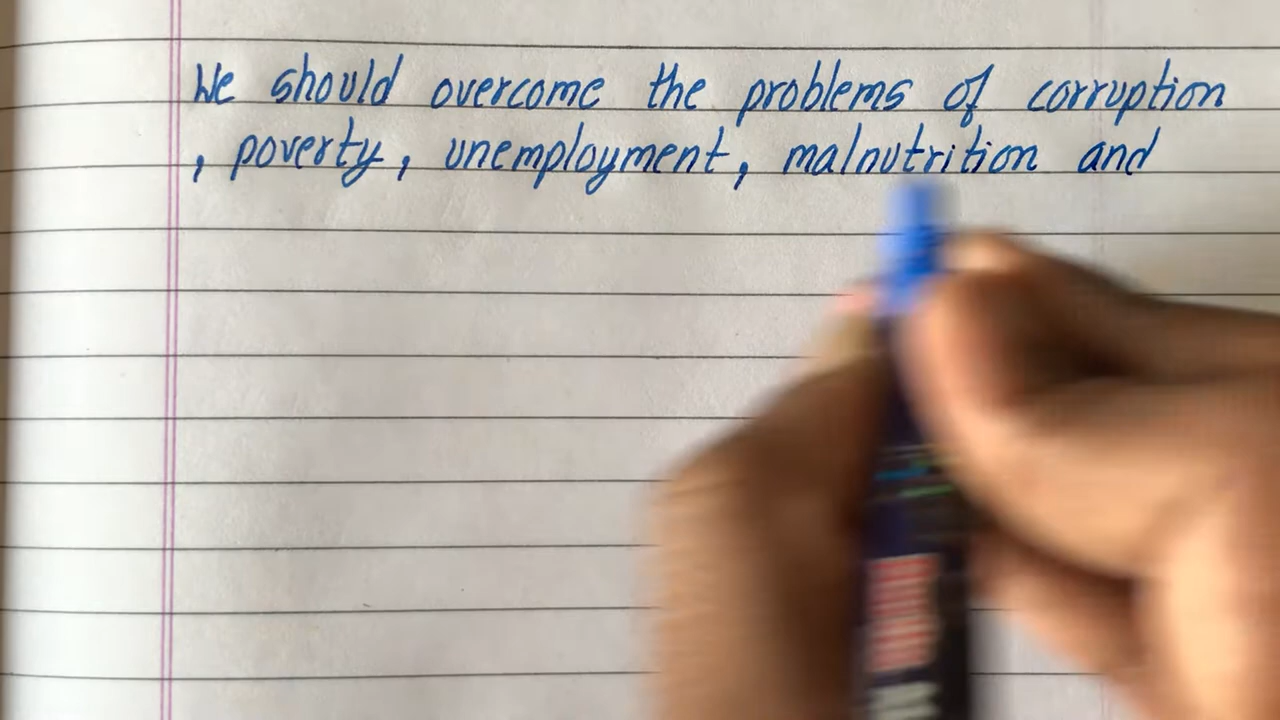 We should overcome the problems of corruption
, poverty, unemployment, malnutrition and